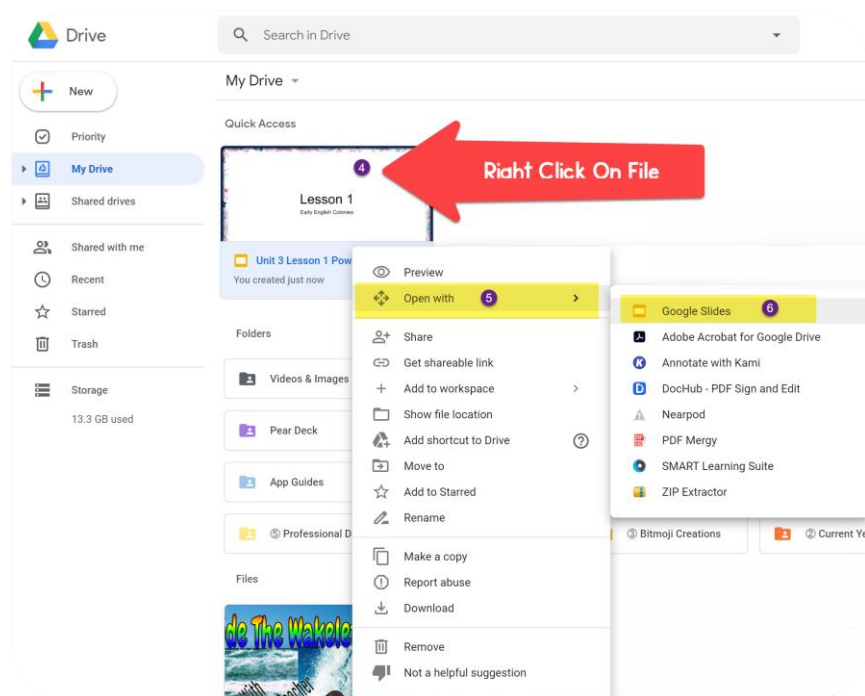 Drive
Search in Drive
New
My Drive
Priority
My Drive
Shared drives
Shared with me
Recent
Starred
Trash
Storage
13.3 GB used
Quick Access
4
Right Click On File
Lesson 1
Early English Colonies
Unit 3 Lesson 1 Pow
You created just now
Preview
Open with 5
Share
Get shareable link
Add to workspace
Show file location
Add shortcut to Drive
Move to
Add to Starred
Rename
Make a copy
Report abuse
Download
Remove
Not a helpful suggestion
Google Slides 6
Adobe Acrobat for Google Drive
Annotate with Kami
DocHub - PDF Sign and Edit
Nearpod
PDF Mergy
SMART Learning Suite
ZIP Extractor
Folders
Videos & Images
Pear Deck
App Guides
⑤ Professional D
③ Bitmoji Creations
② Current Ye
Files
de The Wakele
With
acher